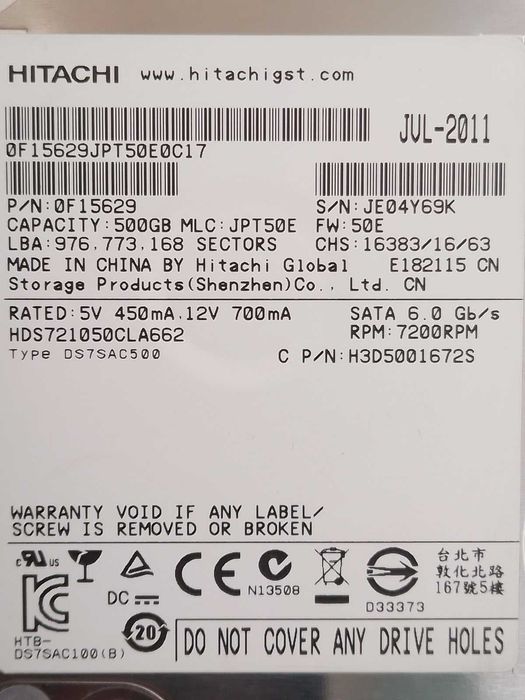 HITACHI www.hitachigst.com
JUL-2011
0F15629JPT50E0C17
P/N:0F15629 S/N:JE04Y69K
CAPACITY:500GB MLC:JPT50E FW:50E
LBA:976,773,168 SECTORS CHS:16383/16/63
MADE IN CHINA BY Hitachi Global E182115 CN
Storage Products(Shenzhen)Co., Ltd. CN
RATED:5V 450mA,12V 700mA SATA 6.0 Gb/s
HDS721050CLA662 RPM:7200RPM
Type DS7SAC500 C P/N:H3D5001672S
WARRANTY VOID IF ANY LABEL/
SCREW IS REMOVED OR BROKEN
c RU US
CE
台北市
敦化北路
167號5樓
DC
N13508
D33373
20
HTB-
DS7SAC100(B)
DO NOT COVER ANY DRIVE HOLES